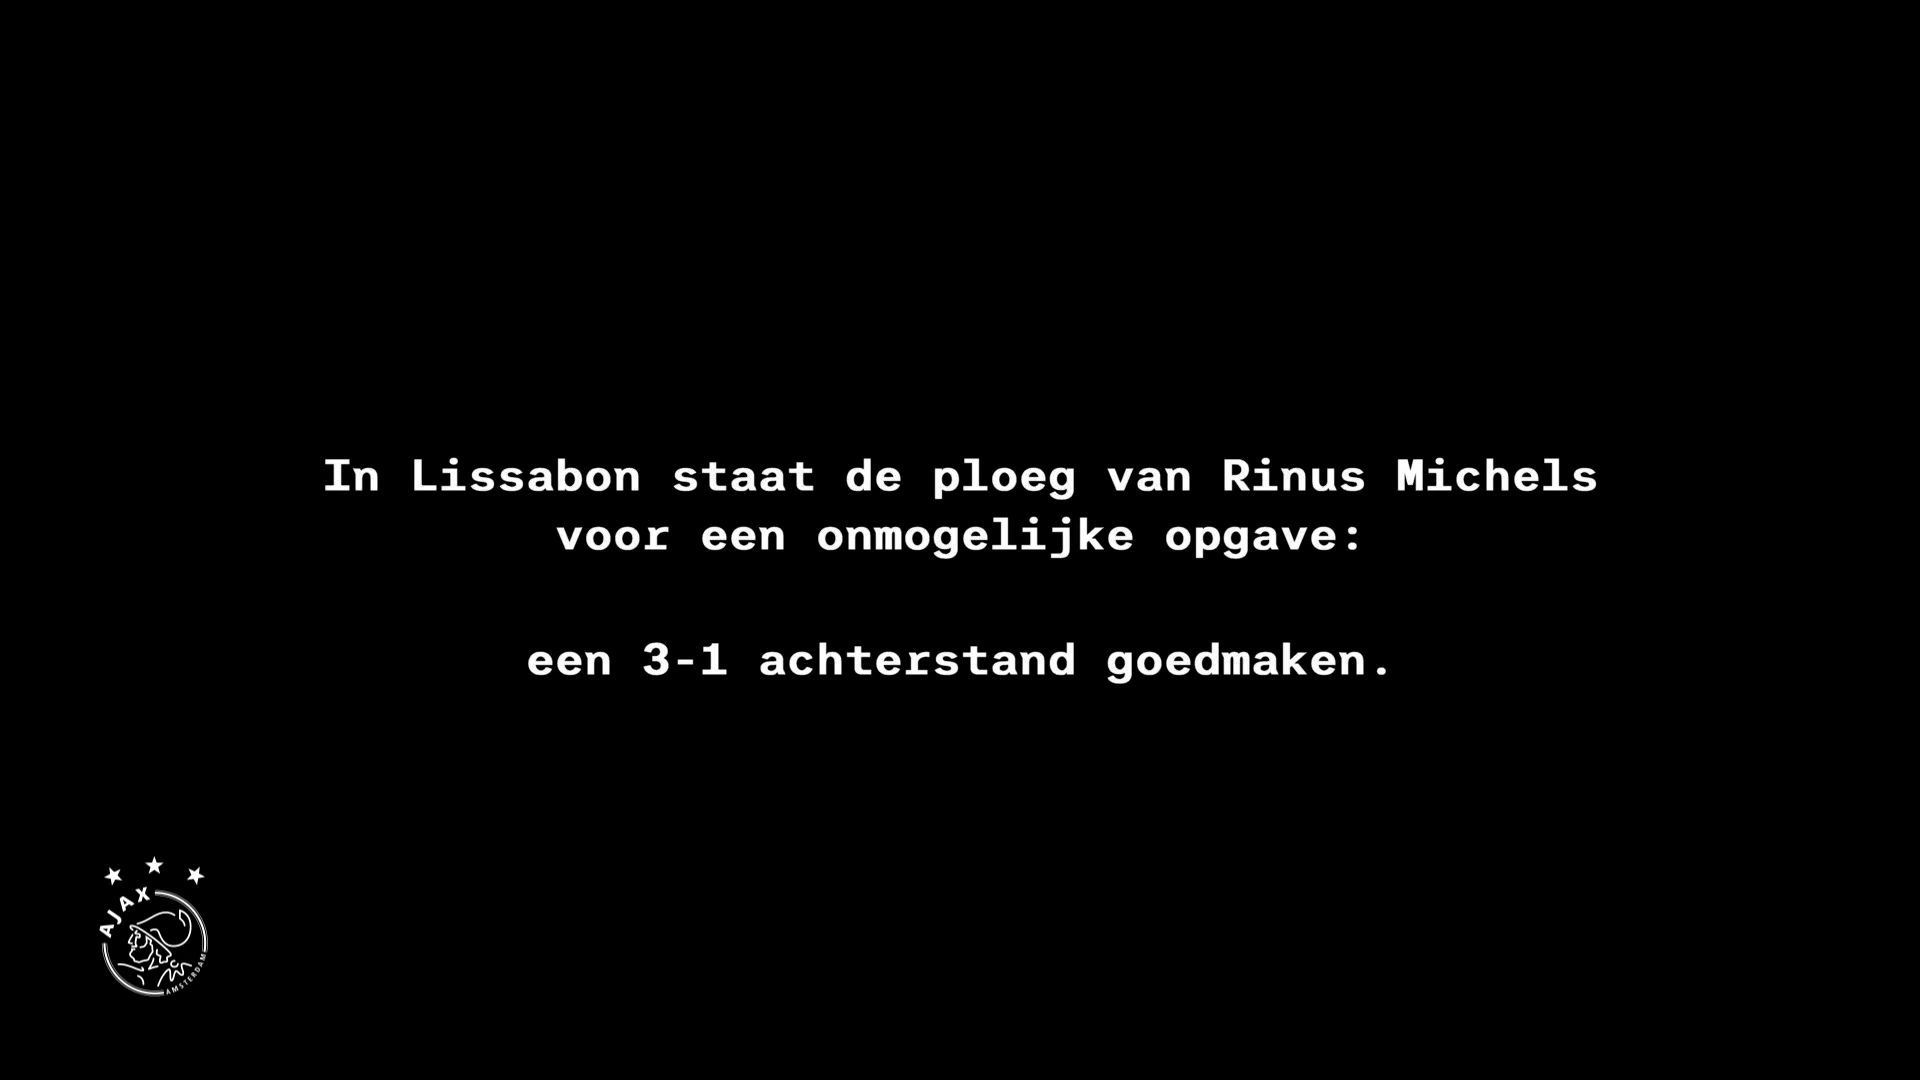 In Lissabon staat de ploeg van Rinus Michels
voor een onmogelijke opgave:
een 3-1 achterstand goedmaken.
AJAX
AMSTERDAM